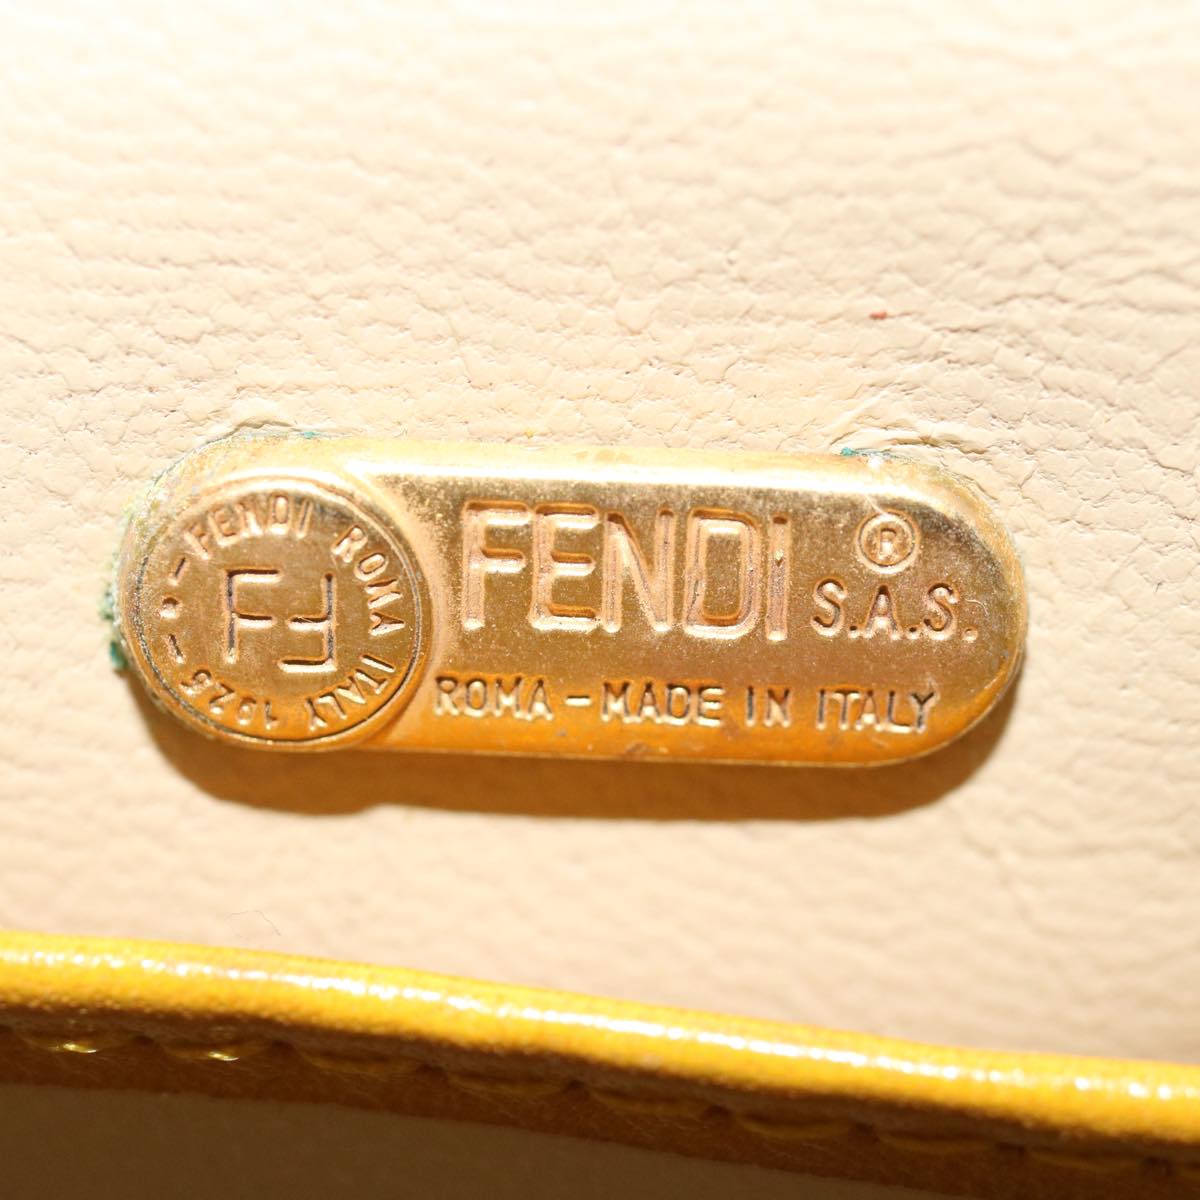 FENDI ®
S.A.S.
ROMA – MADE IN ITALY
– FENDI ROMA ITALY 1925 –
FF